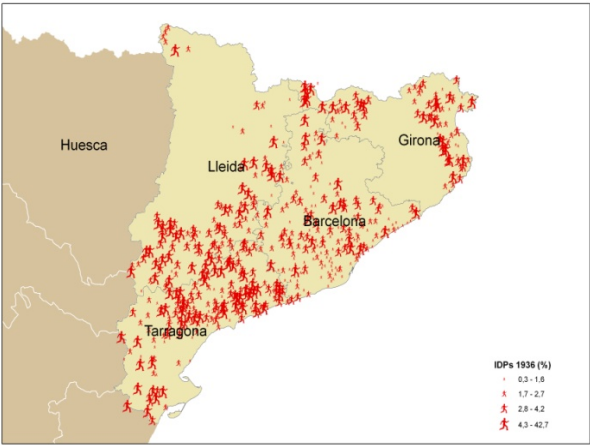 Huesca
Girona
Lleida
Barcelona
Tarragona
IDPs 1936 (%)
0,3 - 1,6
1,7 - 2,7
2,8 - 4,2
4,3 - 42,7